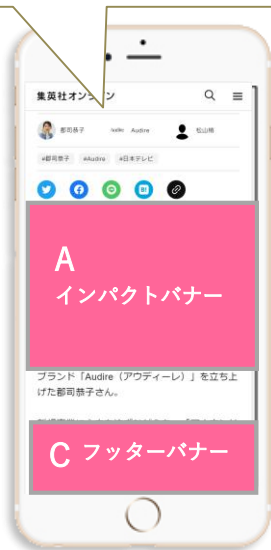 集英社オンライン
郡司恭子 Audire Audire 松山梢
#郡司恭子 #Audire #日本テレビ
B!
A
インパクトバナー
ブランド「Audire（アウディーレ）」を立ち上
げた郡司恭子さん。
C フッターバナー